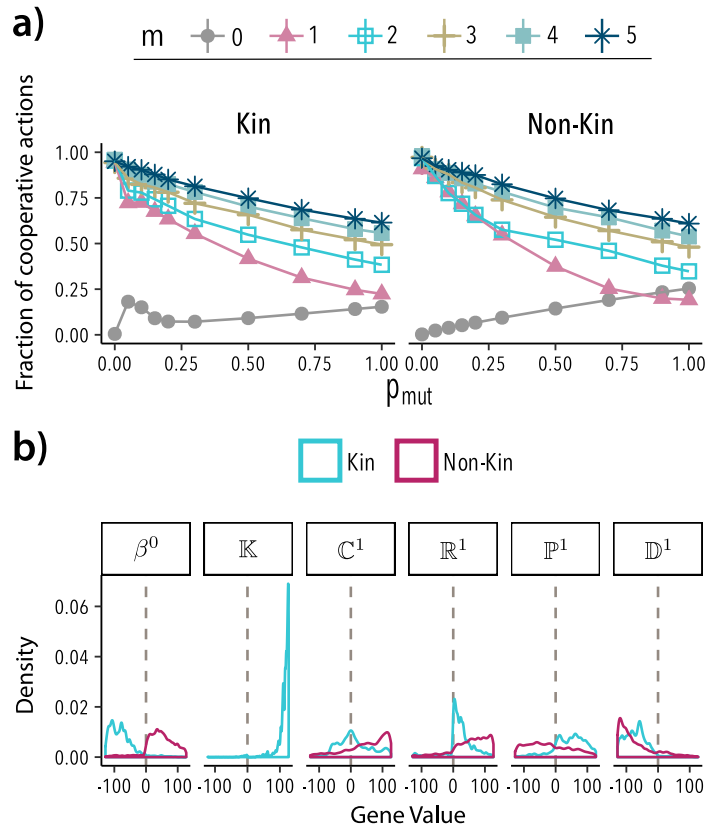 a)
m 0 1 2 3 4 5
Kin Non-Kin
Fraction of cooperative actions
1.00
0.75
0.50
0.25
0.00
0.00 0.25 0.50 0.75 1.00 0.00 0.25 0.50 0.75 1.00
p_mut
b)
Kin Non-Kin
β⁰ 𝕂 ℂ¹ ℝ¹ ℙ¹ 𝔻¹
Density
0.06
0.04
0.02
0.00
-100 0 100 -100 0 100 -100 0 100 -100 0 100 -100 0 100 -100 0 100
Gene Value